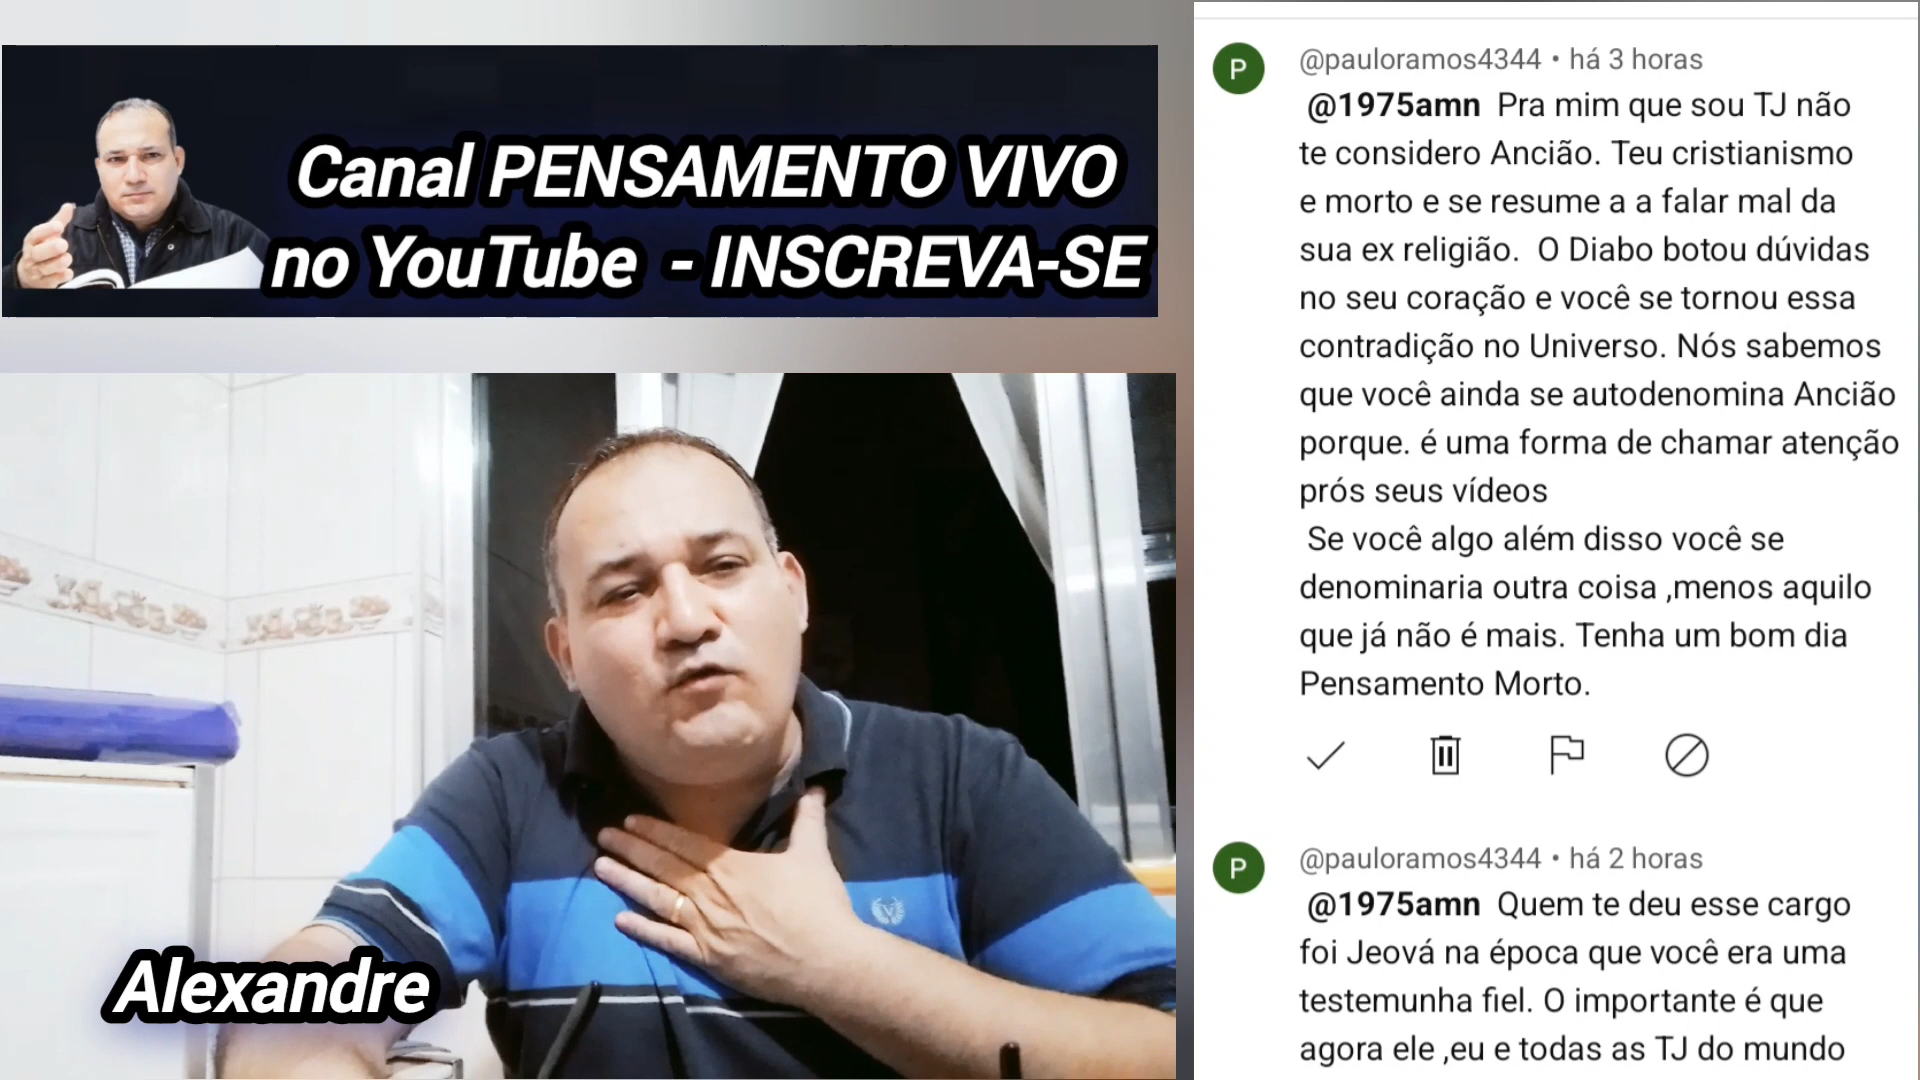 Canal PENSAMENTO VIVO
no YouTube - INSCREVA-SE
Alexandre
P
@pauloramos4344 • há 3 horas
@1975amn Pra mim que sou TJ não
te considero Ancião. Teu cristianismo
e morto e se resume a a falar mal da
sua ex religião. O Diabo botou dúvidas
no seu coração e você se tornou essa
contradição no Universo. Nós sabemos
que você ainda se autodenomina Ancião
porque. é uma forma de chamar atenção
prós seus vídeos
Se você algo além disso você se
denominaria outra coisa ,menos aquilo
que já não é mais. Tenha um bom dia
Pensamento Morto.
P
@pauloramos4344 • há 2 horas
@1975amn Quem te deu esse cargo
foi Jeová na época que você era uma
testemunha fiel. O importante é que
agora ele ,eu e todas as TJ do mundo